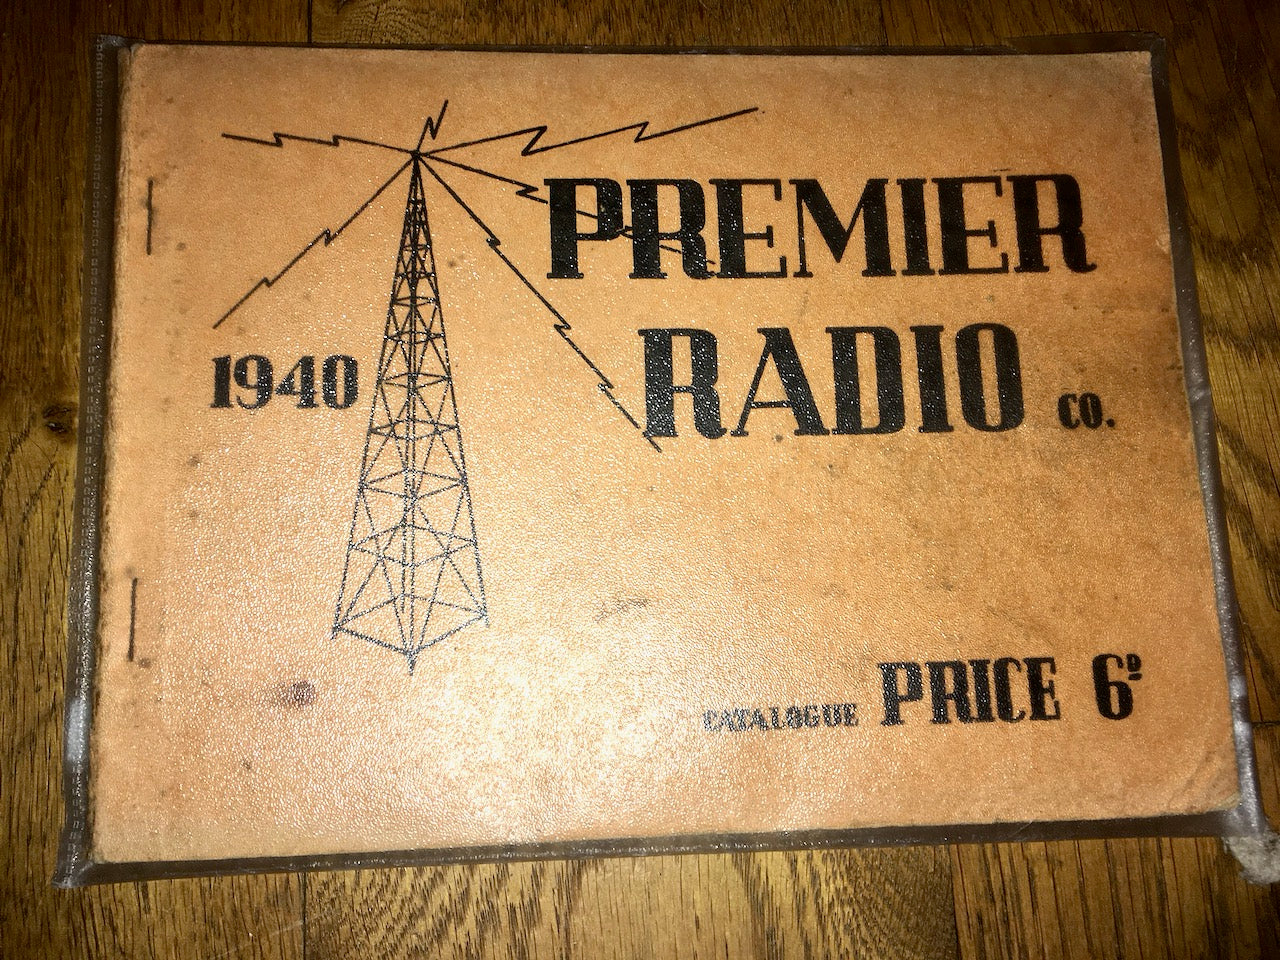 PREMIER
RADIO CO.
1940
CATALOGUE PRICE 6ᴰ